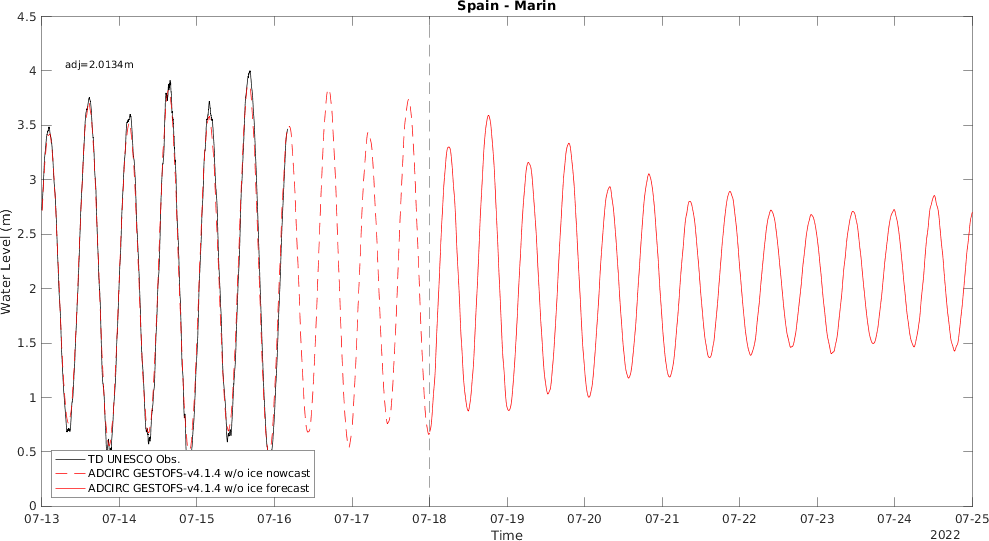 Spain - Marin
adj=2.0134m
Water Level (m)
4.5
4
3.5
3
2.5
2
1.5
1
0.5
0
TD UNESCO Obs.
ADCIRC GESTOFS-v4.1.4 w/o ice nowcast
ADCIRC GESTOFS-v4.1.4 w/o ice forecast
07-13 07-14 07-15 07-16 07-17 07-18 07-19 07-20 07-21 07-22 07-23 07-24 07-25
Time
2022